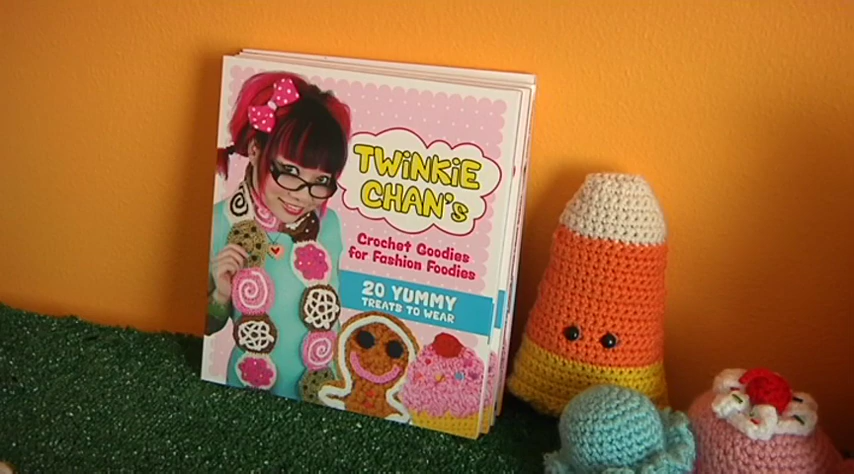 TWiNKiE
CHAN's
Crochet Goodies
for Fashion Foodies
20 YUMMY
TREATS TO WEAR